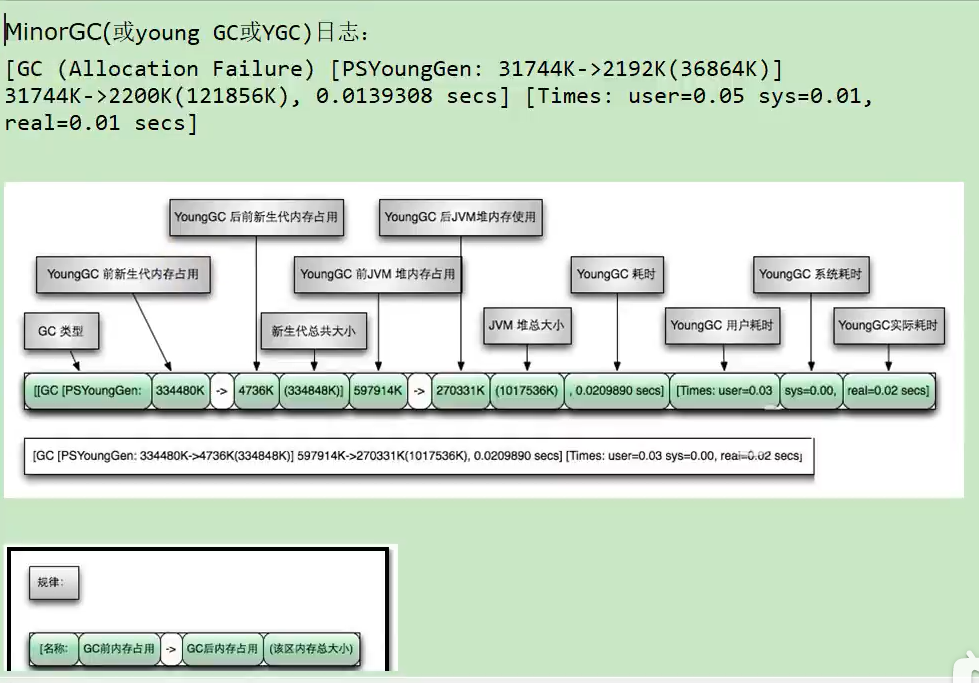 MinorGC(或young GC或YGC)日志:
[GC (Allocation Failure) [PSYoungGen: 31744K->2192K(36864K)]
31744K->2200K(121856K), 0.0139308 secs] [Times: user=0.05 sys=0.01,
real=0.01 secs]
YoungGC 后前新生代内存占用
YoungGC 后JVM堆内存使用
YoungGC 前新生代内存占用
YoungGC 前JVM 堆内存占用
YoungGC 耗时
YoungGC 系统耗时
GC 类型
新生代总共大小
JVM 堆总大小
YoungGC 用户耗时
YoungGC实际耗时
[[GC [PSYoungGen: 334480K -> 4736K (334848K)] 597914K -> 270331K (1017536K) , 0.0209890 secs] [Times: user=0.03 sys=0.00, real=0.02 secs]
[GC [PSYoungGen: 334480K->4736K(334848K)] 597914K->270331K(1017536K), 0.0209890 secs] [Times: user=0.03 sys=0.00, real=0.02 secs]
规律:
[名称: GC前内存占用 -> GC后内存占用 (该区内存总大小)